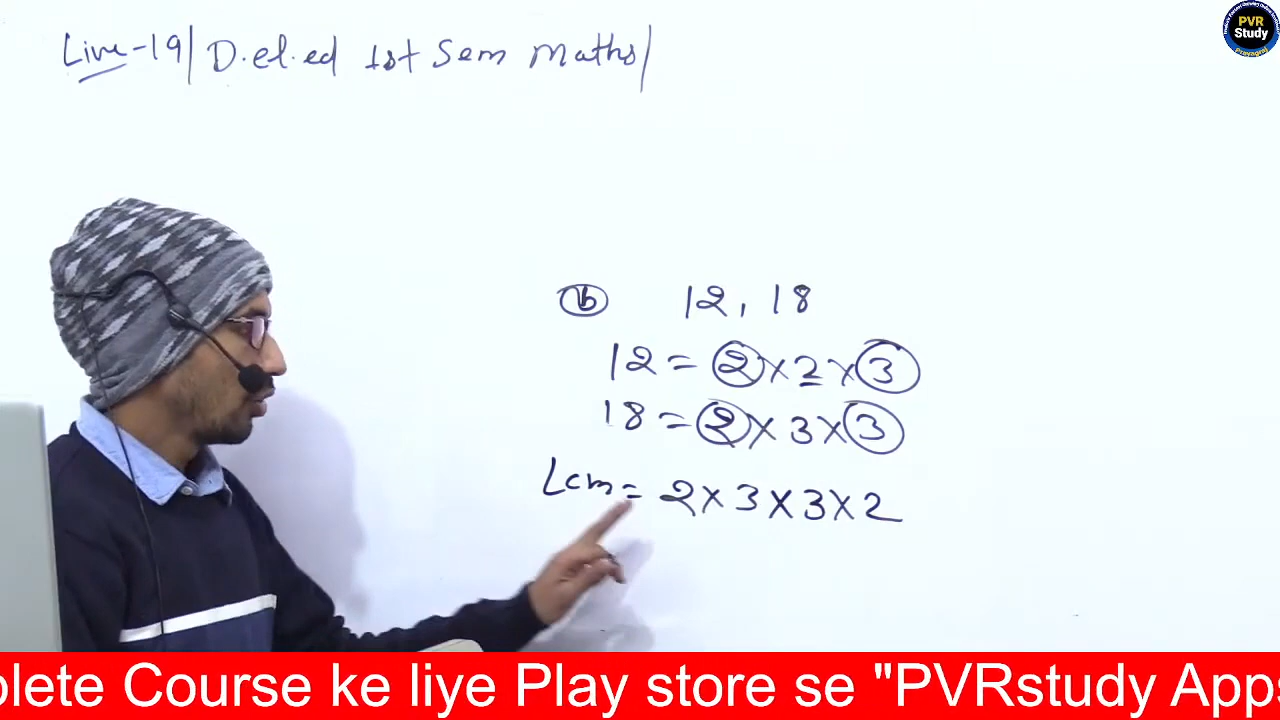 Live-19/ D.el.ed 1st Sem Maths/
PVR
Study
Prayagraj
(b) 12, 18
12 = 2×2×3
18 = 2×3×3
Lcm = 2×3×3×2
plete Course ke liye Play store se "PVRstudy Apps